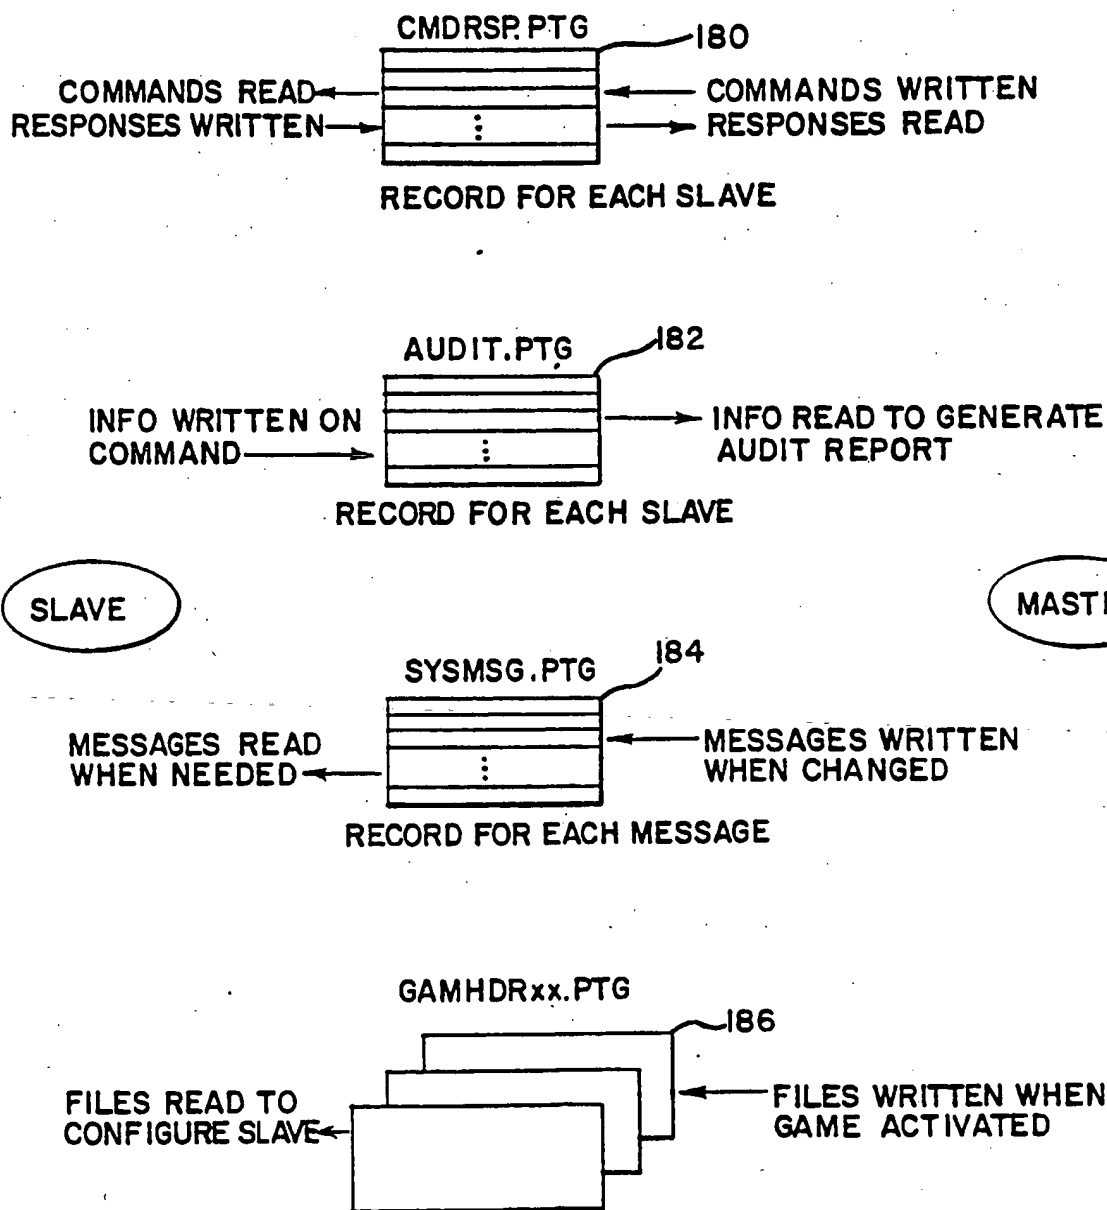 CMDRSP.PTG
180
COMMANDS READ
RESPONSES WRITTEN
COMMANDS WRITTEN
RESPONSES READ
RECORD FOR EACH SLAVE
AUDIT.PTG
182
INFO WRITTEN ON
COMMAND
INFO READ TO GENERATE
AUDIT REPORT
RECORD FOR EACH SLAVE
SLAVE
SYSMSG.PTG
184
MESSAGES READ
WHEN NEEDED
MESSAGES WRITTEN
WHEN CHANGED
RECORD FOR EACH MESSAGE
GAMHDRxx.PTG
186
FILES READ TO
CONFIGURE SLAVE
FILES WRITTEN WHEN
GAME ACTIVATED